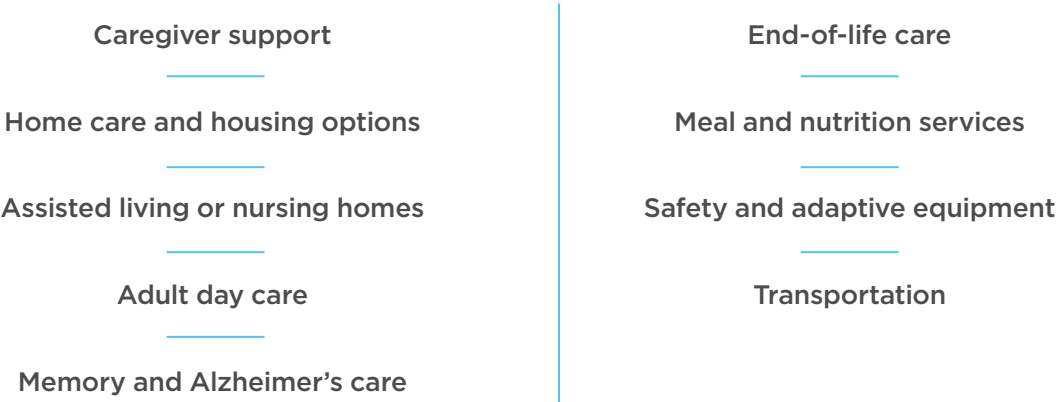 Caregiver support
Home care and housing options
Assisted living or nursing homes
Adult day care
Memory and Alzheimer’s care
End-of-life care
Meal and nutrition services
Safety and adaptive equipment
Transportation